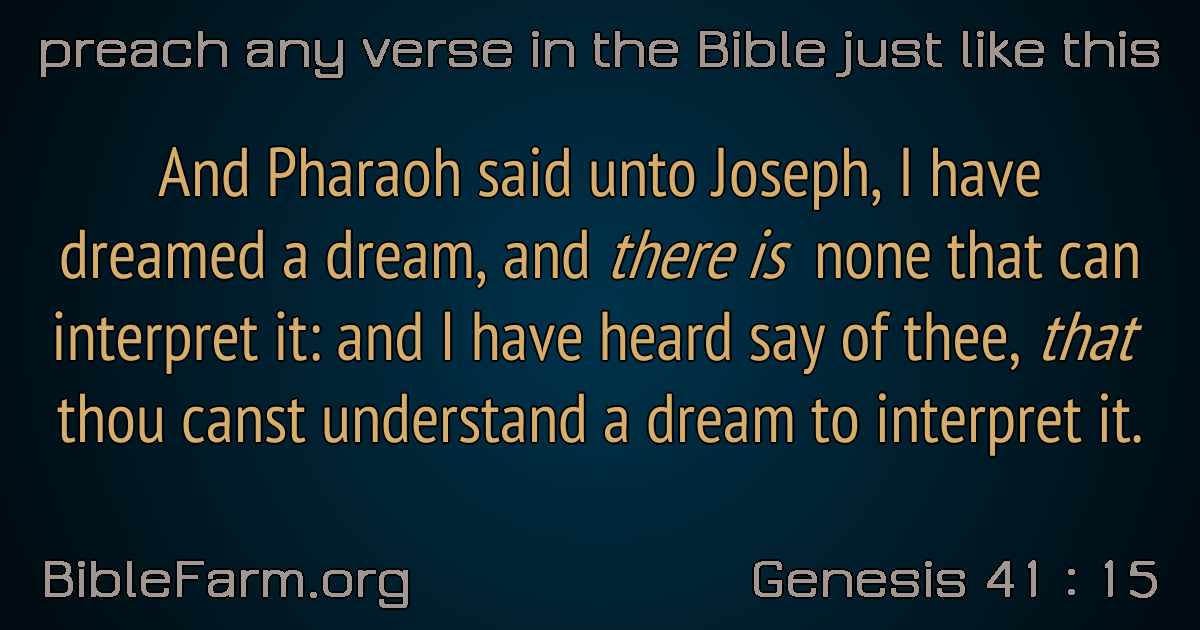 preach any verse in the Bible just like this
And Pharaoh said unto Joseph, I have
dreamed a dream, and there is none that can
interpret it: and I have heard say of thee, that
thou canst understand a dream to interpret it.
BibleFarm.org
Genesis 41 : 15